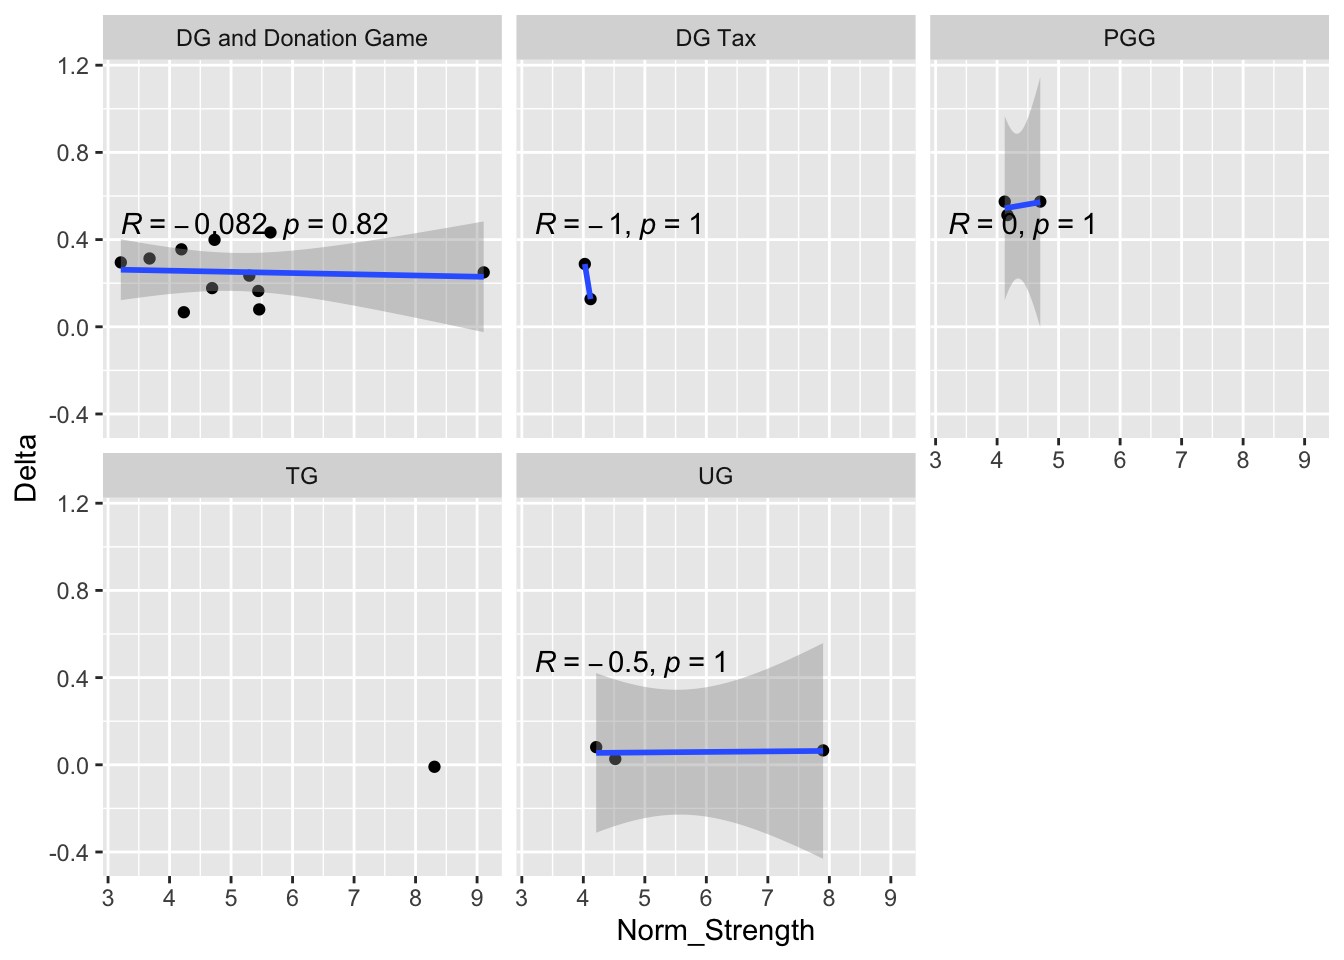 DG and Donation Game
DG Tax
PGG
1.2
0.8
0.4
0.0
-0.4
R = − 0.082, p = 0.82
R = − 1, p = 1
R = 0, p = 1
3 4 5 6 7 8 9
Delta
TG
UG
1.2
0.8
0.4
0.0
-0.4
R = − 0.5, p = 1
3 4 5 6 7 8 9
3 4 5 6 7 8 9
Norm_Strength